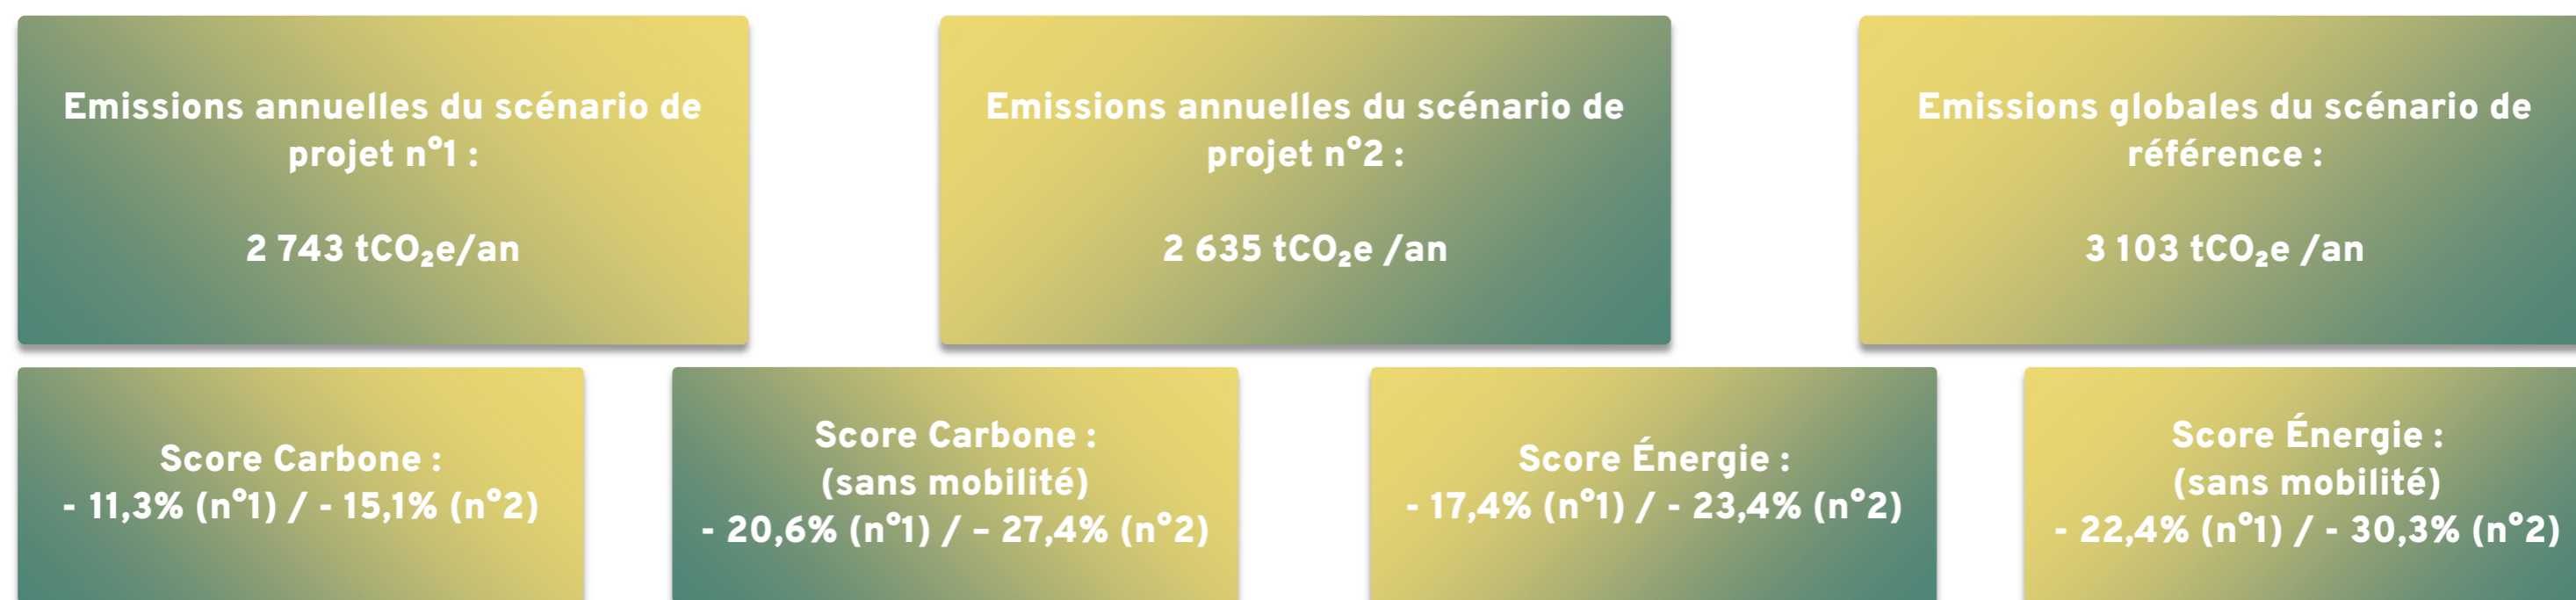 Emissions annuelles du scénario de
projet n°1 :
2 743 tCO₂e/an
Emissions annuelles du scénario de
projet n°2 :
2 635 tCO₂e /an
Emissions globales du scénario de
référence :
3 103 tCO₂e /an
Score Carbone :
- 11,3% (n°1) / - 15,1% (n°2)
Score Carbone :
(sans mobilité)
- 20,6% (n°1) / – 27,4% (n°2)
Score Énergie :
- 17,4% (n°1) / - 23,4% (n°2)
Score Énergie :
(sans mobilité)
- 22,4% (n°1) / - 30,3% (n°2)